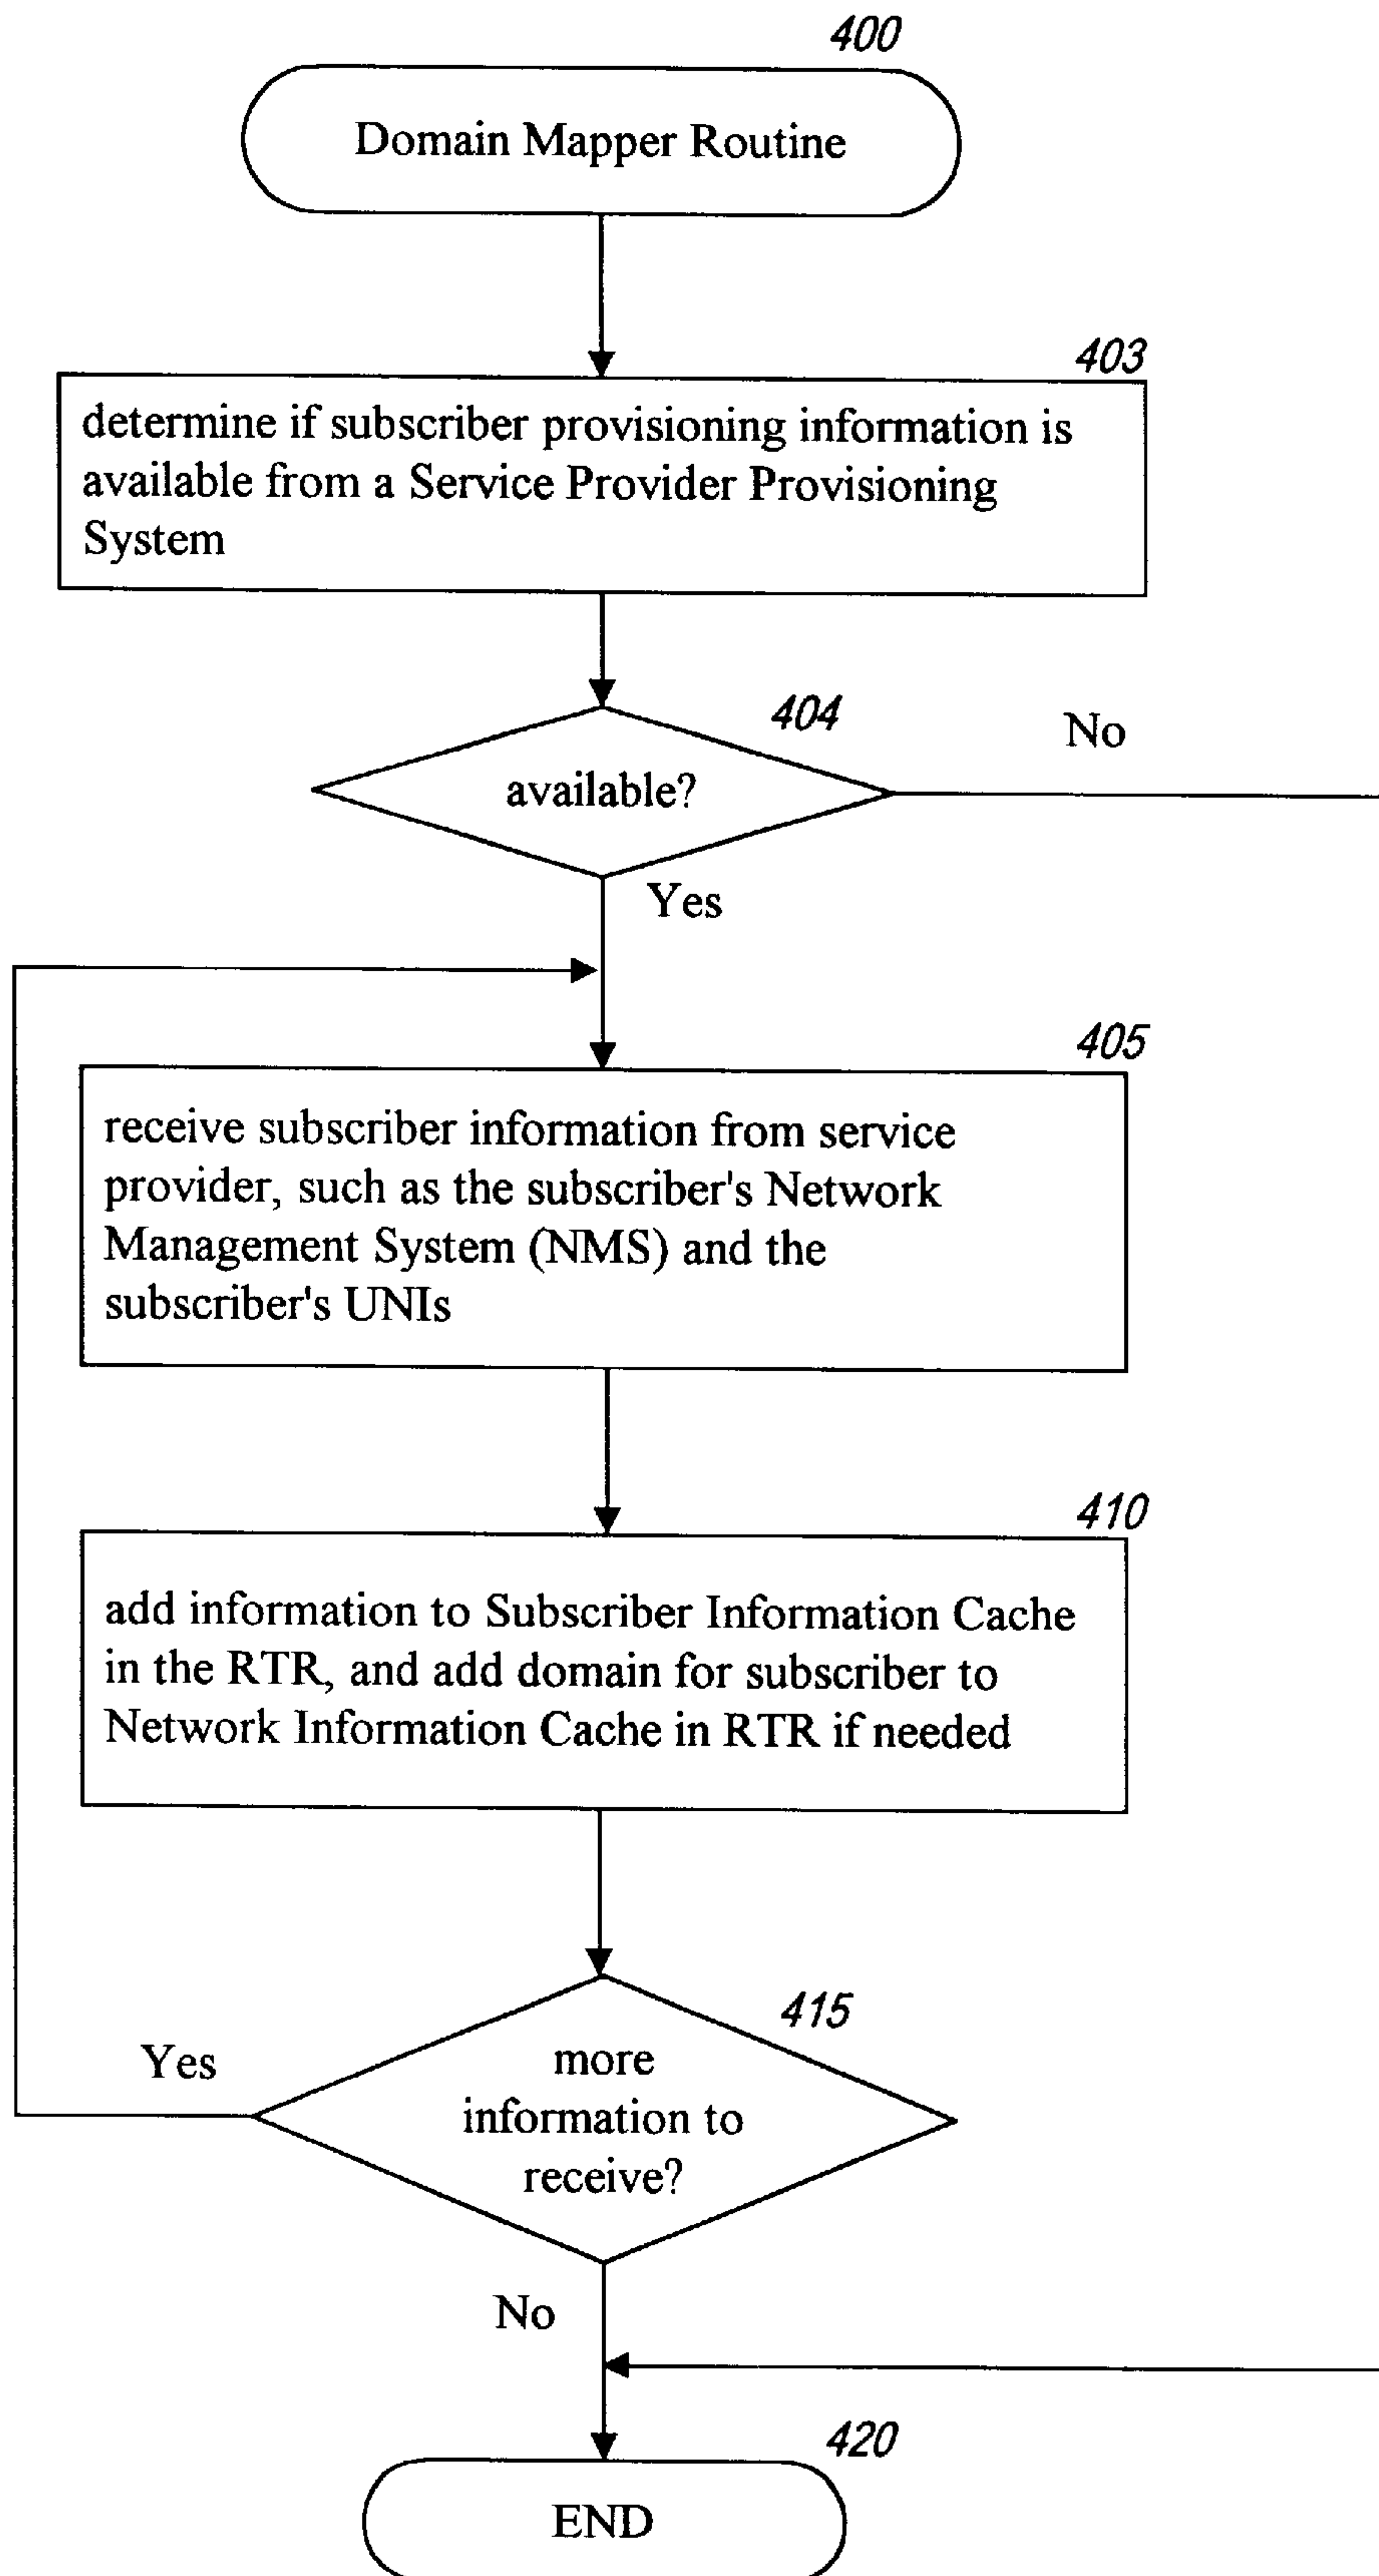 400
Domain Mapper Routine
403
determine if subscriber provisioning information is
available from a Service Provider Provisioning
System
404
No
available?
Yes
405
receive subscriber information from service
provider, such as the subscriber's Network
Management System (NMS) and the
subscriber's UNIs
410
add information to Subscriber Information Cache
in the RTR, and add domain for subscriber to
Network Information Cache in RTR if needed
415
Yes
more
information to
receive?
No
420
END